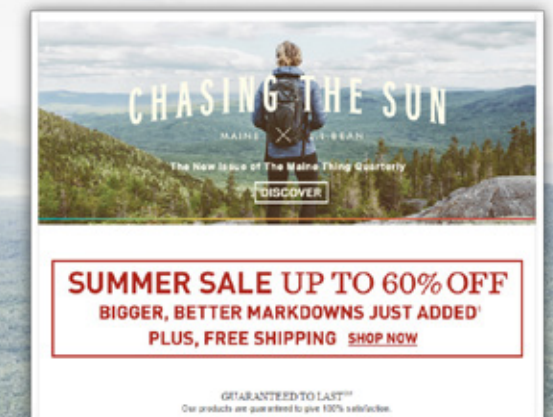 CHASING THE SUN
MAINE X L.L.BEAN
The New Issue of The Maine Thing Quarterly
DISCOVER
SUMMER SALE UP TO 60% OFF
BIGGER, BETTER MARKDOWNS JUST ADDED
PLUS, FREE SHIPPING SHOP NOW
GUARANTEED TO LAST
Our products are guaranteed to give 100% satisfaction.